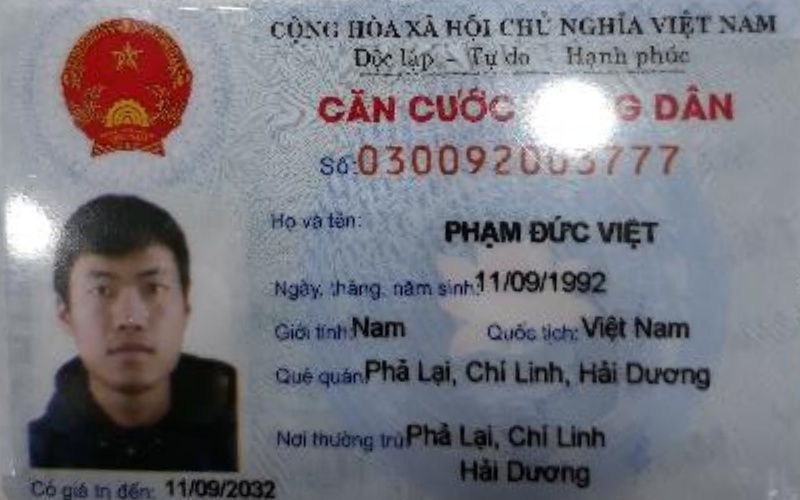 CỘNG HÒA XÃ HỘI CHỦ NGHĨA VIỆT NAM
Độc lập - Tự do - Hạnh phúc
CĂN CƯỚC DÂN
Số: 030092003777
Họ và tên: PHẠM ĐỨC VIỆT
Ngày, tháng, năm sinh: 11/09/1992
Giới tính: Nam Quốc tịch: Việt Nam
Quê quán: Phả Lại, Chí Linh, Hải Dương
Nơi thường trú: Phả Lại, Chí Linh
Hải Dương
Có giá trị đến: 11/09/2032